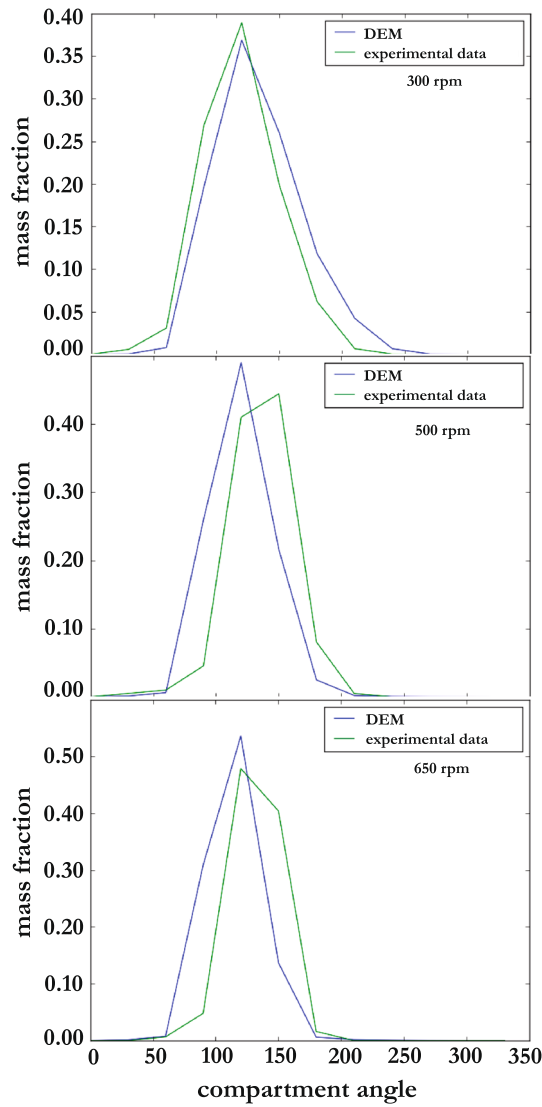 0.40
0.35
0.30
0.25
0.20
0.15
0.10
0.05
0.00
mass fraction
DEM
experimental data
300 rpm
0.40
0.30
0.20
0.10
0.00
mass fraction
DEM
experimental data
500 rpm
0.50
0.40
0.30
0.20
0.10
0.00
mass fraction
DEM
experimental data
650 rpm
0 50 100 150 200 250 300 350
compartment angle